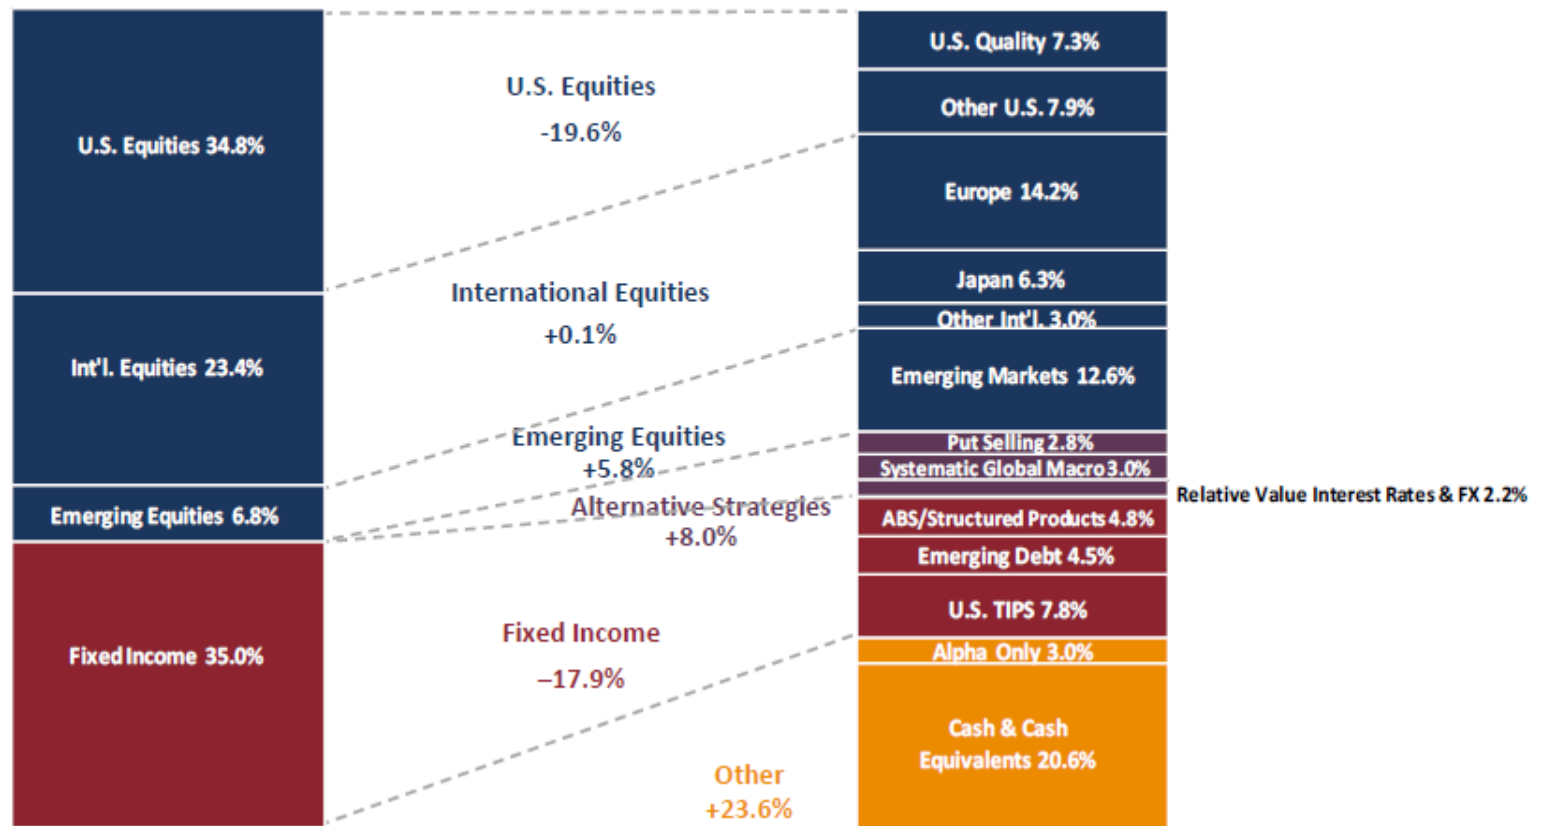 U.S. Equities 34.8%
Int'l. Equities 23.4%
Emerging Equities 6.8%
Fixed Income 35.0%
U.S. Equities
-19.6%
International Equities
+0.1%
Emerging Equities
+5.8%
Alternative Strategies
+8.0%
Fixed Income
–17.9%
Other
+23.6%
U.S. Quality 7.3%
Other U.S. 7.9%
Europe 14.2%
Japan 6.3%
Other Int'l. 3.0%
Emerging Markets 12.6%
Put Selling 2.8%
Systematic Global Macro 3.0%
Relative Value Interest Rates & FX 2.2%
ABS/Structured Products 4.8%
Emerging Debt 4.5%
U.S. TIPS 7.8%
Alpha Only 3.0%
Cash & Cash
Equivalents 20.6%